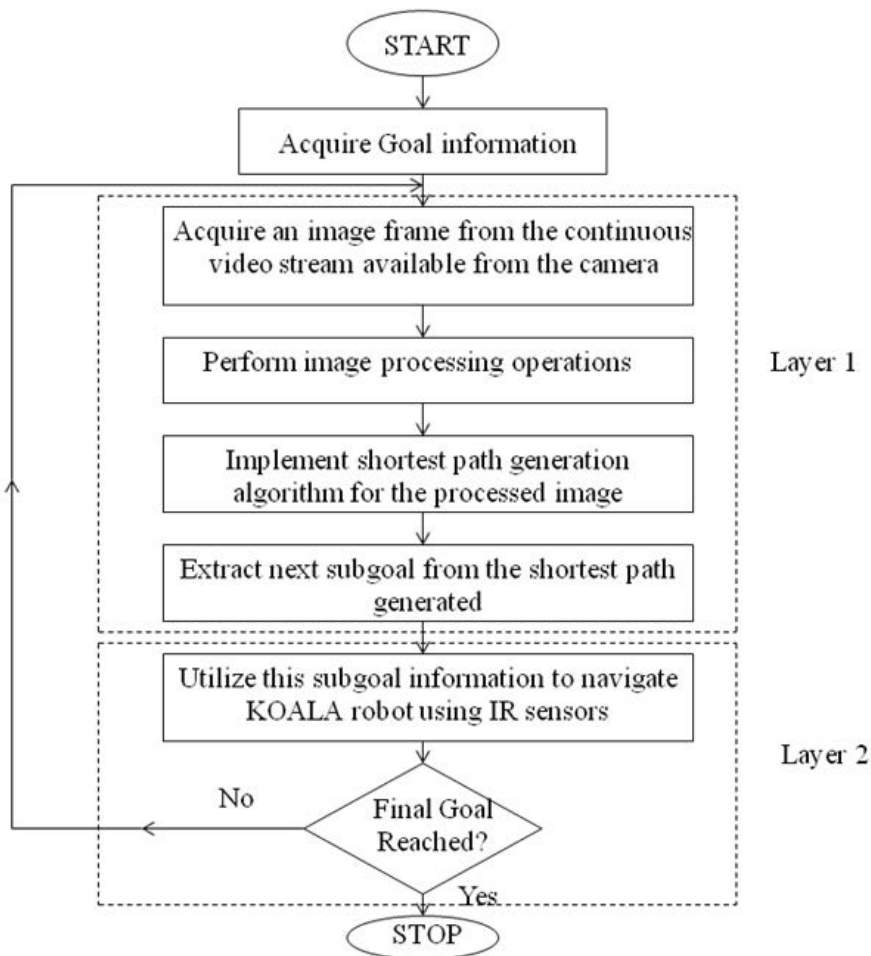 START
Acquire Goal information
Acquire an image frame from the continuous
video stream available from the camera
Perform image processing operations
Layer 1
Implement shortest path generation
algorithm for the processed image
Extract next subgoal from the shortest path
generated
Utilize this subgoal information to navigate
KOALA robot using IR sensors
Layer 2
No
Final Goal
Reached?
Yes
STOP